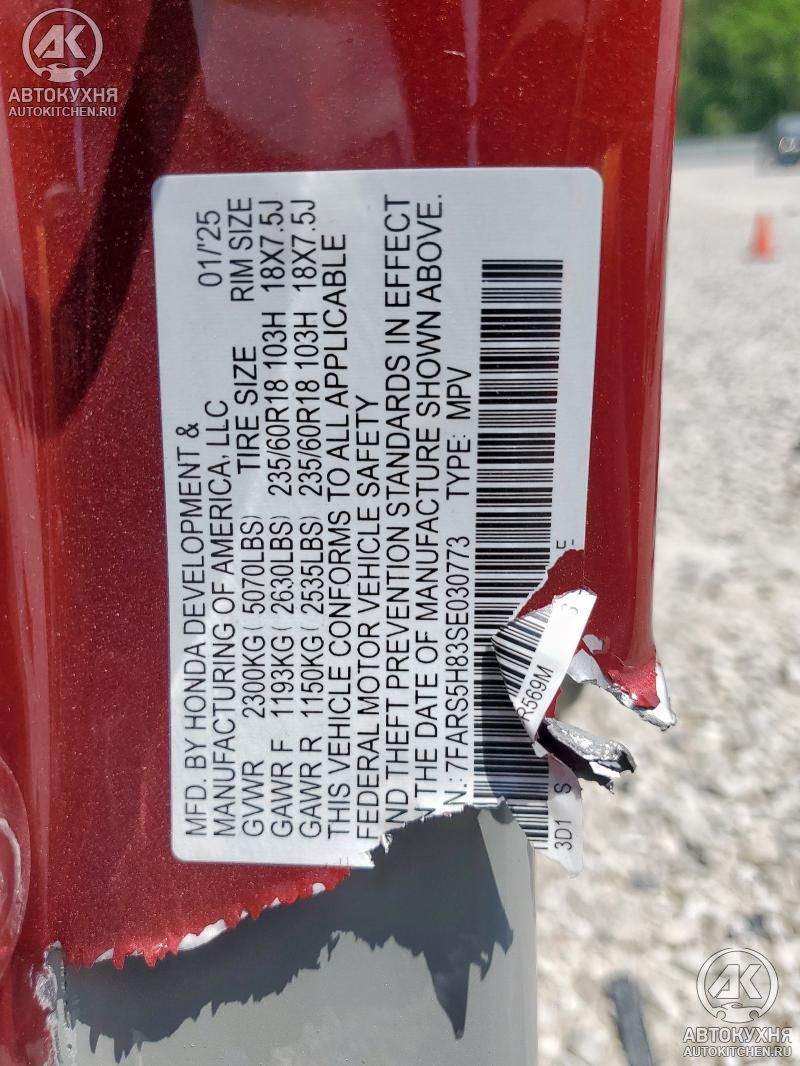 АВТОКУХНЯ
AUTOKITCHEN.RU
MFD. BY HONDA DEVELOPMENT & 01/'25
MANUFACTURING OF AMERICA, LLC
GVWR 2300KG ( 5070LBS) TIRE SIZE RIM SIZE
GAWR F 1193KG ( 2630LBS) 235/60R18 103H 18X7.5J
GAWR R 1150KG ( 2535LBS) 235/60R18 103H 18X7.5J
THIS VEHICLE CONFORMS TO ALL APPLICABLE
FEDERAL MOTOR VEHICLE SAFETY
AND THEFT PREVENTION STANDARDS IN EFFECT
ON THE DATE OF MANUFACTURE SHOWN ABOVE.
IN.: 7FARS5H83SE030773 TYPE: MPV
3D1 S
R569M
АВТОКУХНЯ
AUTOKITCHEN.RU